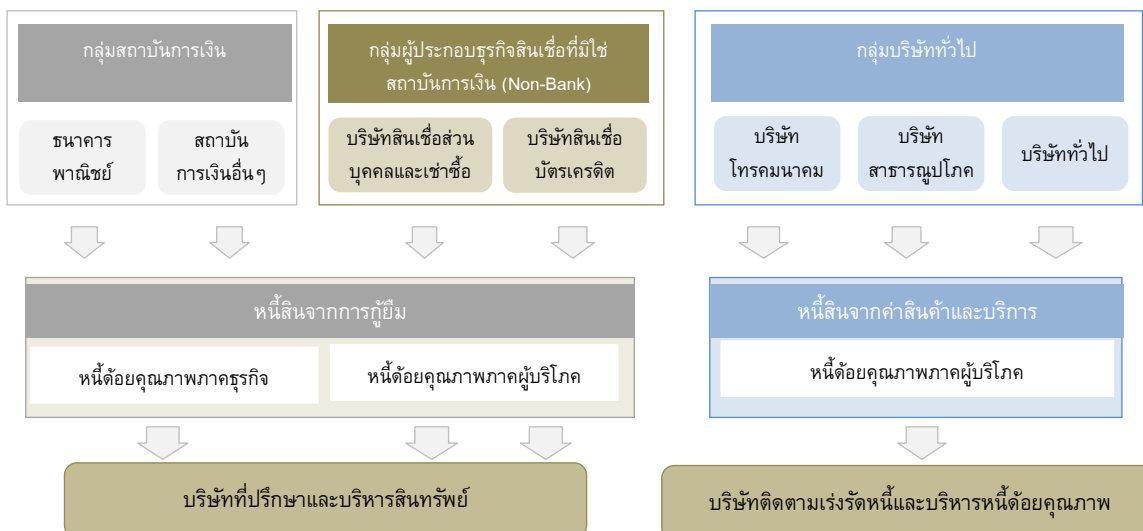 กลุ่มสถาบันการเงิน
ธนาคาร
พาณิชย์
สถาบัน
การเงินอื่นๆ
กลุ่มผู้ประกอบธุรกิจสินเชื่อที่มิใช่
สถาบันการเงิน (Non-Bank)
บริษัทสินเชื่อส่วน
บุคคลและเช่าซื้อ
บริษัทสินเชื่อ
บัตรเครดิต
กลุ่มบริษัททั่วไป
บริษัท
โทรคมนาคม
บริษัท
สาธารณูปโภค
บริษัททั่วไป
หนี้สินจากการกู้ยืม
หนี้ด้อยคุณภาพภาคธุรกิจ
หนี้ด้อยคุณภาพภาคผู้บริโภค
หนี้สินจากค่าสินค้าและบริการ
หนี้ด้อยคุณภาพภาคผู้บริโภค
บริษัทที่ปรึกษาและบริหารสินทรัพย์
บริษัทติดตามเร่งรัดหนี้และบริหารหนี้ด้อยคุณภาพ